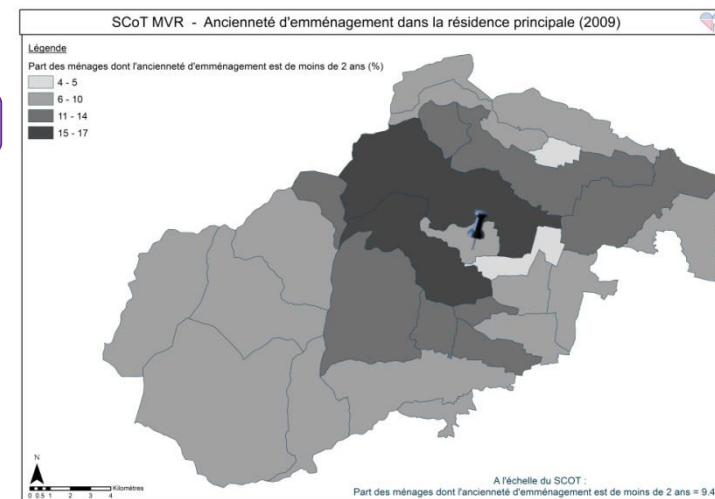 SCoT MVR - Ancienneté d'emménagement dans la résidence principale (2009)
Légende
Part des ménages dont l'ancienneté d'emménagement est de moins de 2 ans (%)
4 - 5
6 - 10
11 - 14
15 - 17
N
0 0.5 1 2 3 4 Kilomètres
A l'échelle du SCOT :
Part des ménages dont l'ancienneté d'emménagement est de moins de 2 ans = 9.4